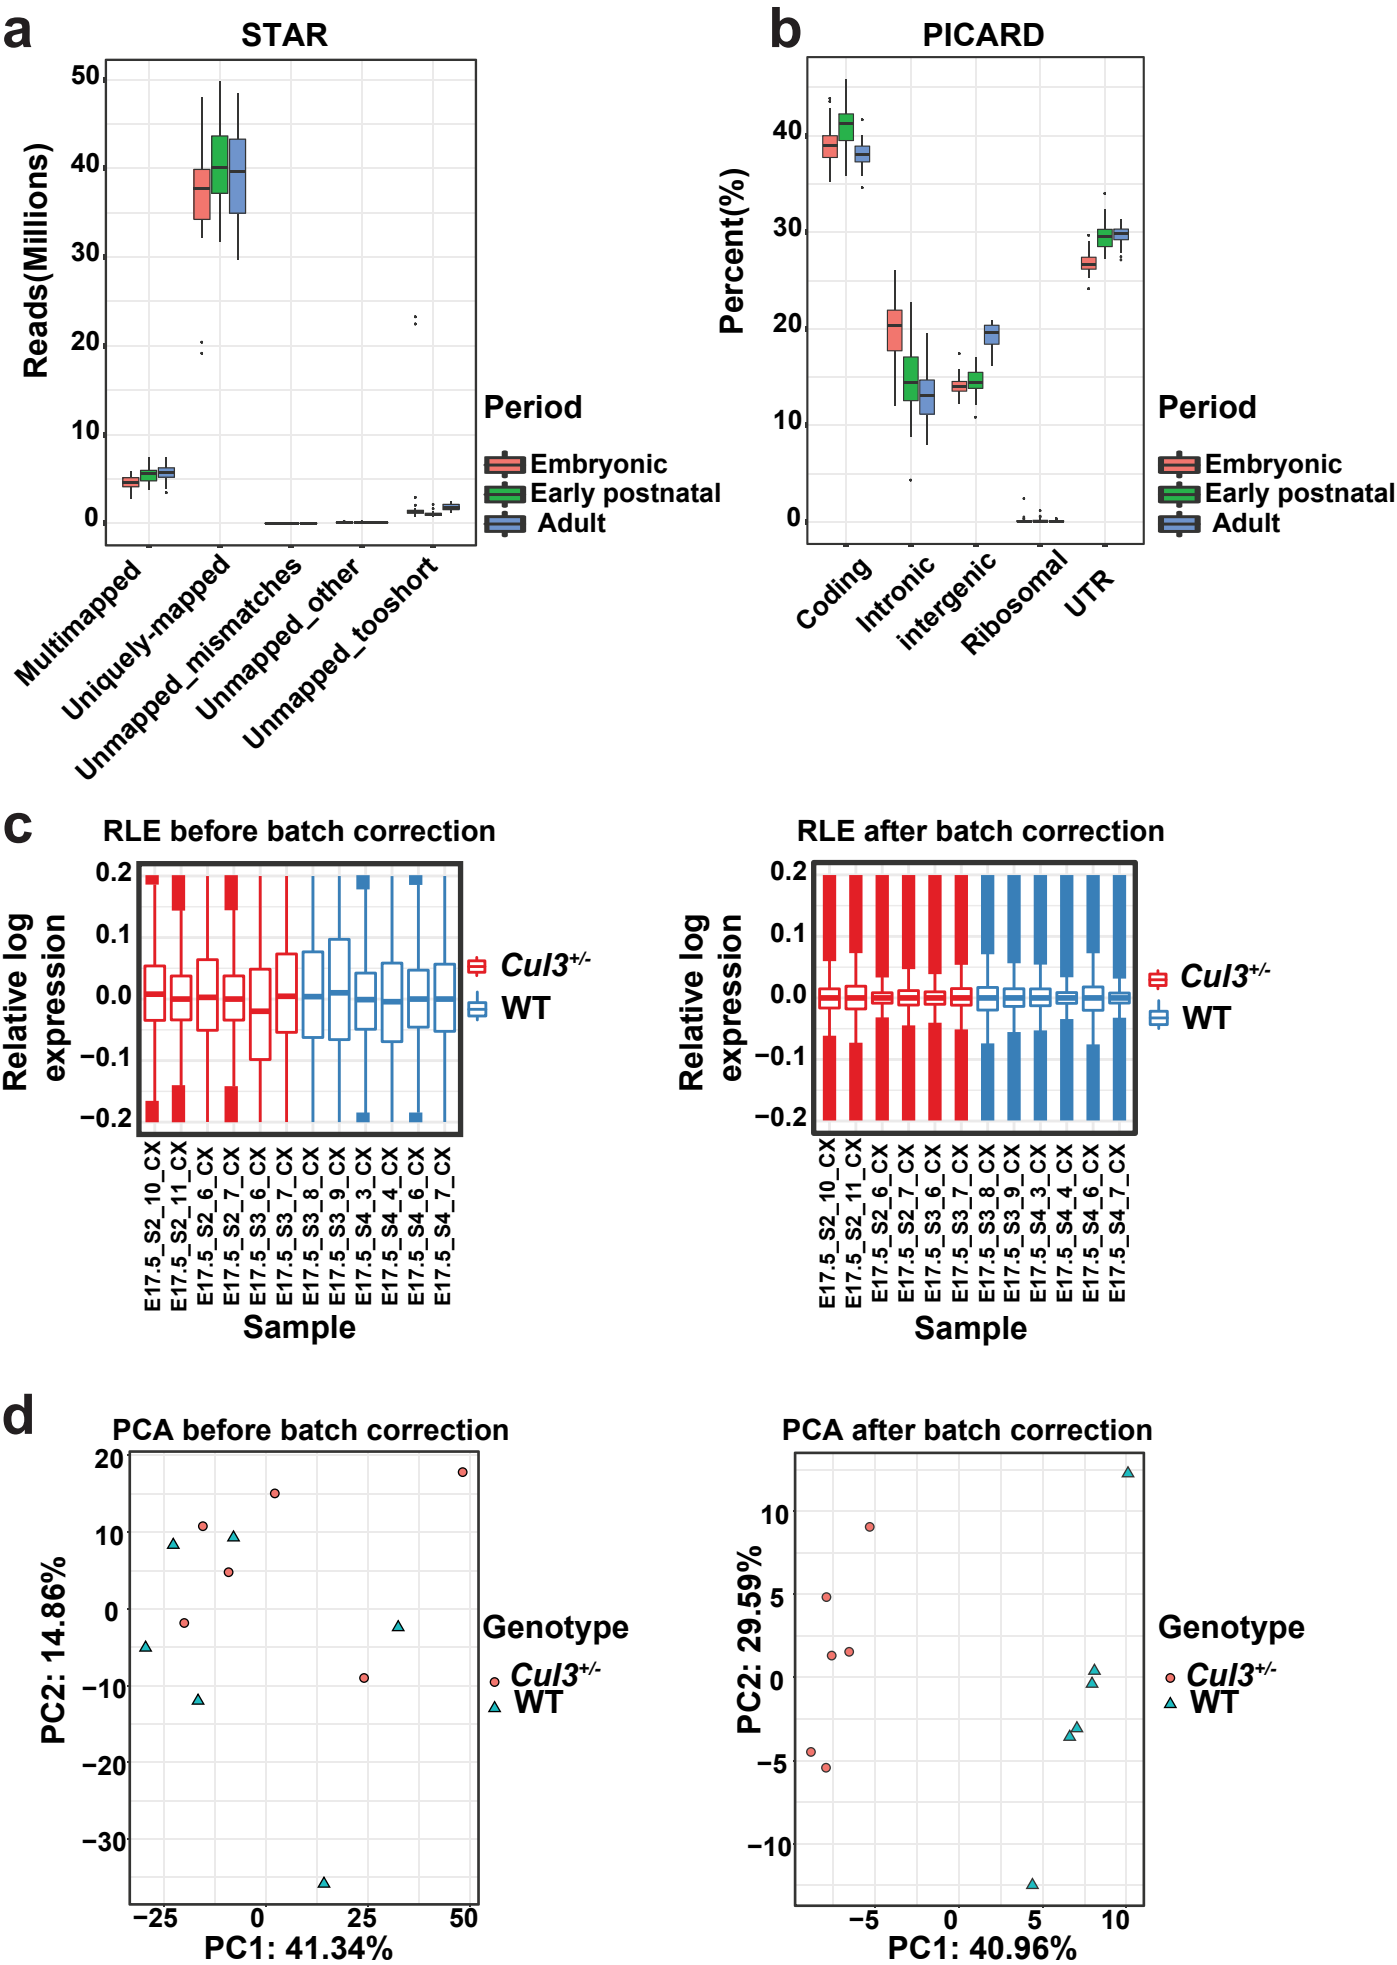 a
STAR
Reads(Millions)
50
40
30
20
10
0
Multimapped
Uniquely-mapped
Unmapped_mismatches
Unmapped_other
Unmapped_tooshort
Period
Embryonic
Early postnatal
Adult
b
PICARD
Percent(%)
40
30
20
10
0
Coding
Intronic
intergenic
Ribosomal
UTR
Period
Embryonic
Early postnatal
Adult
c
RLE before batch correction
Relative log
expression
0.2
0.1
0.0
−0.1
−0.2
E17.5_S2_10_CX
E17.5_S2_11_CX
E17.5_S2_6_CX
E17.5_S2_7_CX
E17.5_S3_6_CX
E17.5_S3_7_CX
E17.5_S3_8_CX
E17.5_S3_9_CX
E17.5_S4_3_CX
E17.5_S4_4_CX
E17.5_S4_6_CX
E17.5_S4_7_CX
Sample
Cul3+/-
WT
RLE after batch correction
Relative log
expression
0.2
0.1
0.0
−0.1
−0.2
E17.5_S2_10_CX
E17.5_S2_11_CX
E17.5_S2_6_CX
E17.5_S2_7_CX
E17.5_S3_6_CX
E17.5_S3_7_CX
E17.5_S3_8_CX
E17.5_S3_9_CX
E17.5_S4_3_CX
E17.5_S4_4_CX
E17.5_S4_6_CX
E17.5_S4_7_CX
Sample
Cul3+/-
WT
d
PCA before batch correction
PC2: 14.86%
20
10
0
−10
−20
−30
−25 0 25 50
PC1: 41.34%
Genotype
Cul3+/-
WT
PCA after batch correction
PC2: 29.59%
10
5
0
−5
−10
−5 0 5 10
PC1: 40.96%
Genotype
Cul3+/-
WT